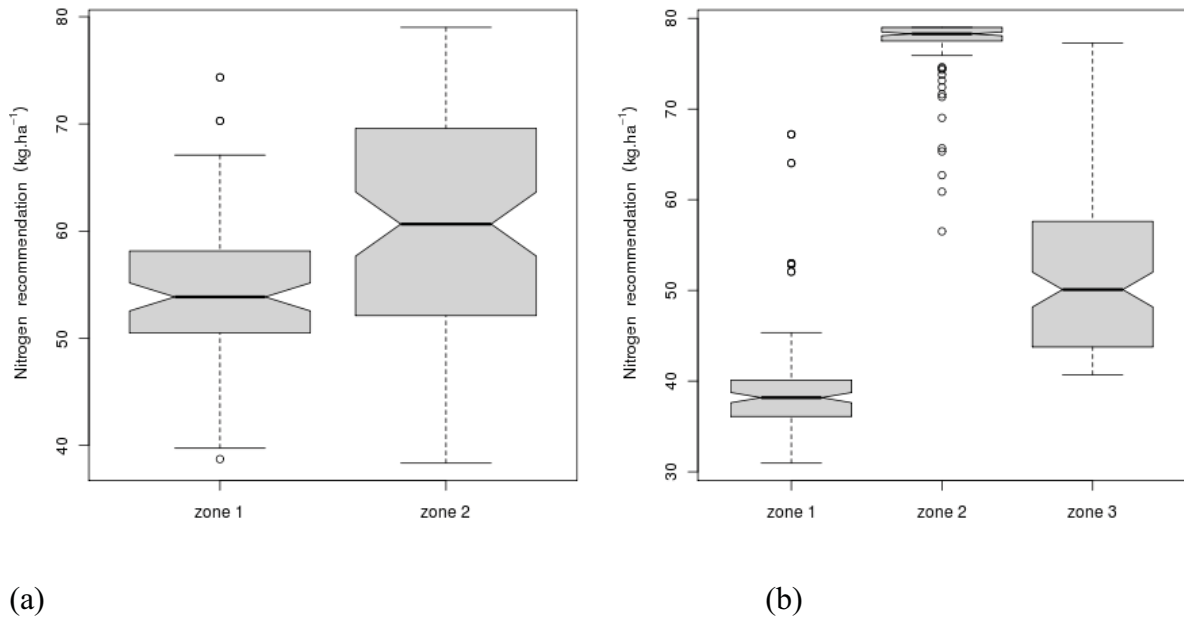 Nitrogen recommendation (kg.ha⁻¹)
80
70
60
50
40
zone 1
zone 2
(a)
Nitrogen recommendation (kg.ha⁻¹)
80
70
60
50
40
30
zone 1
zone 2
zone 3
(b)